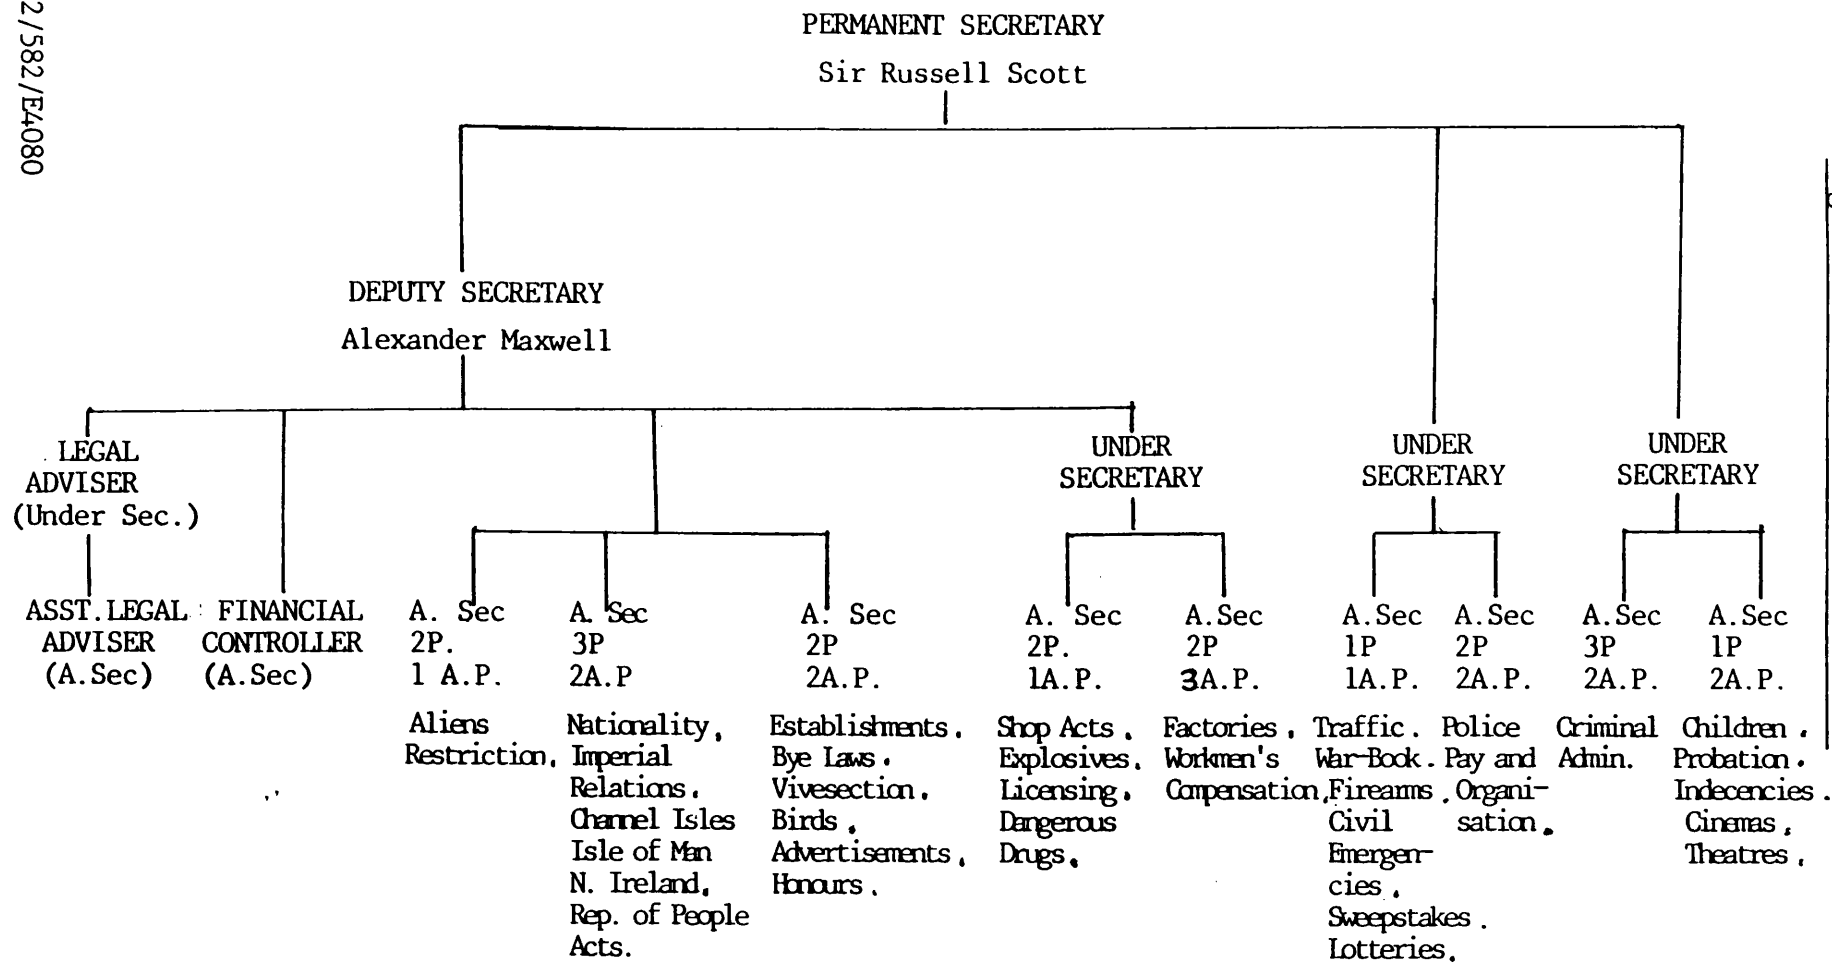 2/582/E4080
PERMANENT SECRETARY
Sir Russell Scott
DEPUTY SECRETARY
Alexander Maxwell
LEGAL
ADVISER
(Under Sec.)
UNDER
SECRETARY
UNDER
SECRETARY
UNDER
SECRETARY
ASST.LEGAL
ADVISER
(A.Sec)
FINANCIAL
CONTROLLER
(A.Sec)
A. Sec
2P.
1 A.P.
Aliens
Restriction.
A. Sec
3P
2A.P
Nationality,
Imperial
Relations.
Channel Isles
Isle of Man
N. Ireland,
Rep. of People
Acts.
A. Sec
2P
2A.P.
Establishments.
Bye Laws.
Vivesection.
Birds.
Advertisements.
Honours.
A. Sec
2P.
1A.P.
Shop Acts.
Explosives.
Licensing.
Dangerous
Drugs.
A.Sec
2P
3A.P.
Factories.
Workmen's
Compensation.
A.Sec
1P
1A.P.
Traffic.
War-Book.
Firearms.
Civil
Emergen-
cies.
Sweepstakes.
Lotteries.
A.Sec
2P
2A.P.
Police
Pay and
Organi-
sation.
A.Sec
3P
2A.P.
Criminal
Admin.
A.Sec
1P
2A.P.
Children.
Probation.
Indecencies.
Cinemas.
Theatres.